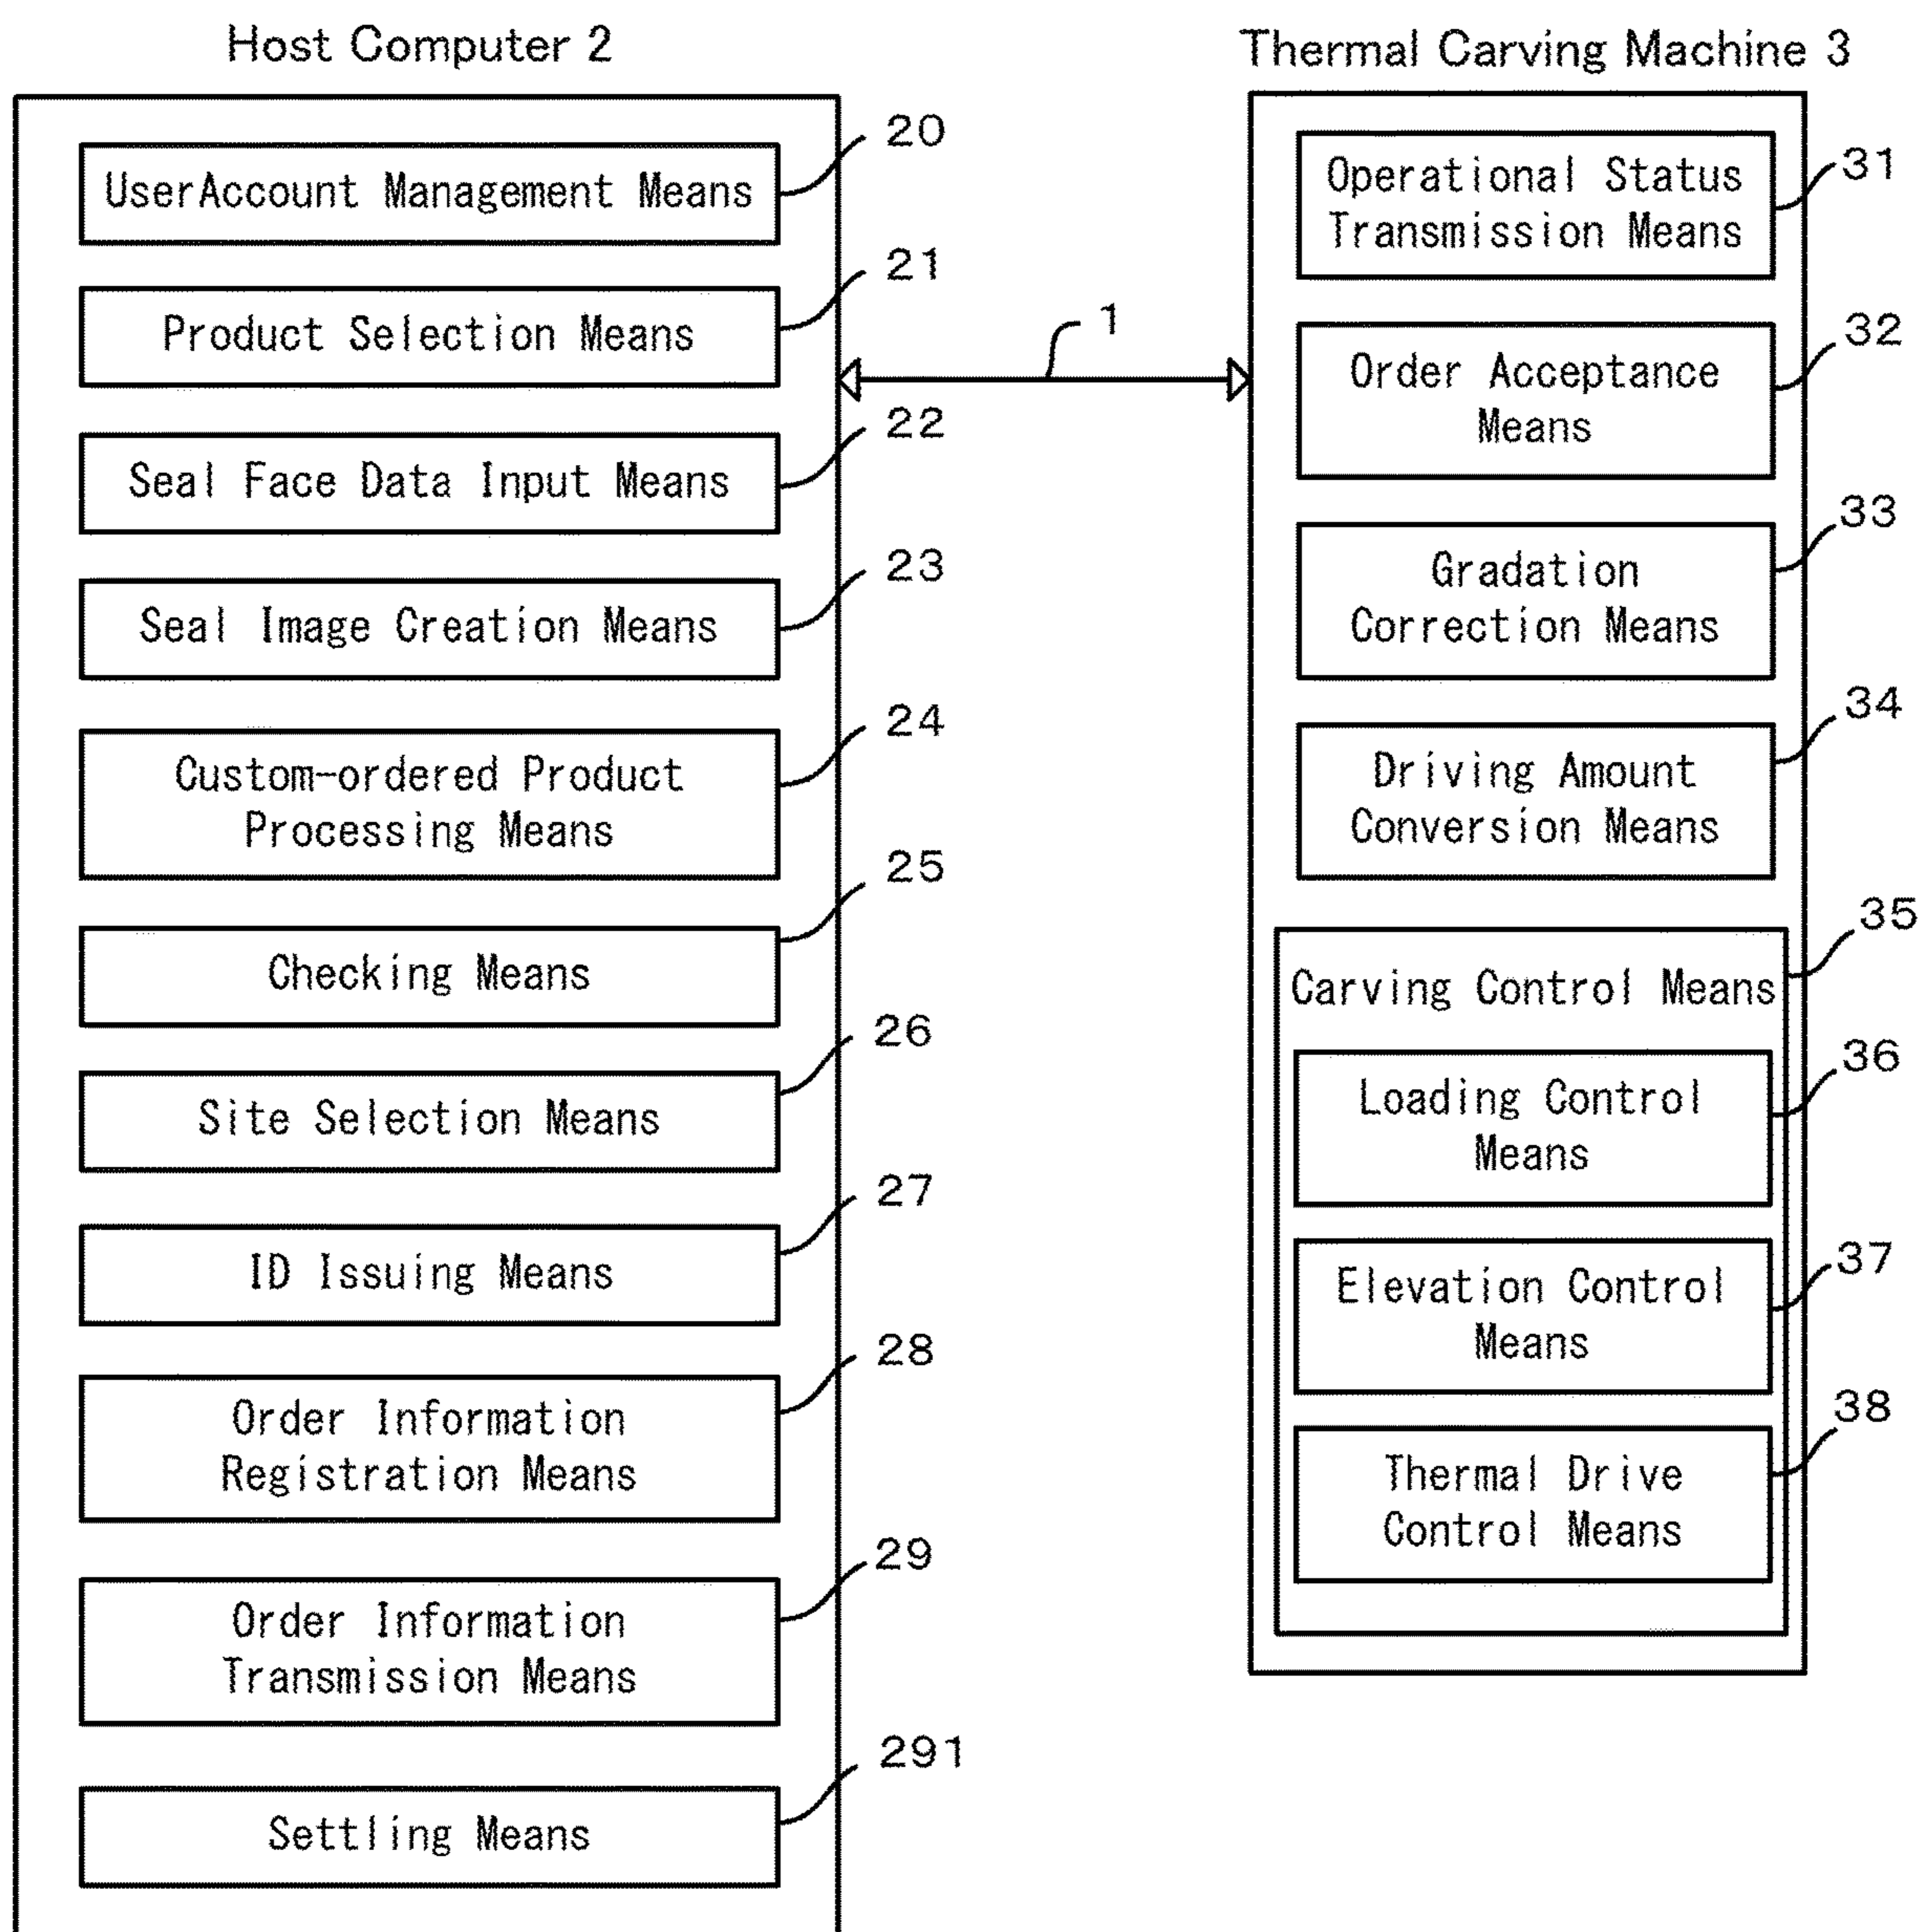 Host Computer 2
20
UserAccount Management Means
21
Product Selection Means
22
Seal Face Data Input Means
23
Seal Image Creation Means
24
Custom-ordered Product
Processing Means
25
Checking Means
26
Site Selection Means
27
ID Issuing Means
28
Order Information
Registration Means
29
Order Information
Transmission Means
291
Settling Means
1
Thermal Carving Machine 3
31
Operational Status
Transmission Means
32
Order Acceptance
Means
33
Gradation
Correction Means
34
Driving Amount
Conversion Means
35
Carving Control Means
36
Loading Control
Means
37
Elevation Control
Means
38
Thermal Drive
Control Means